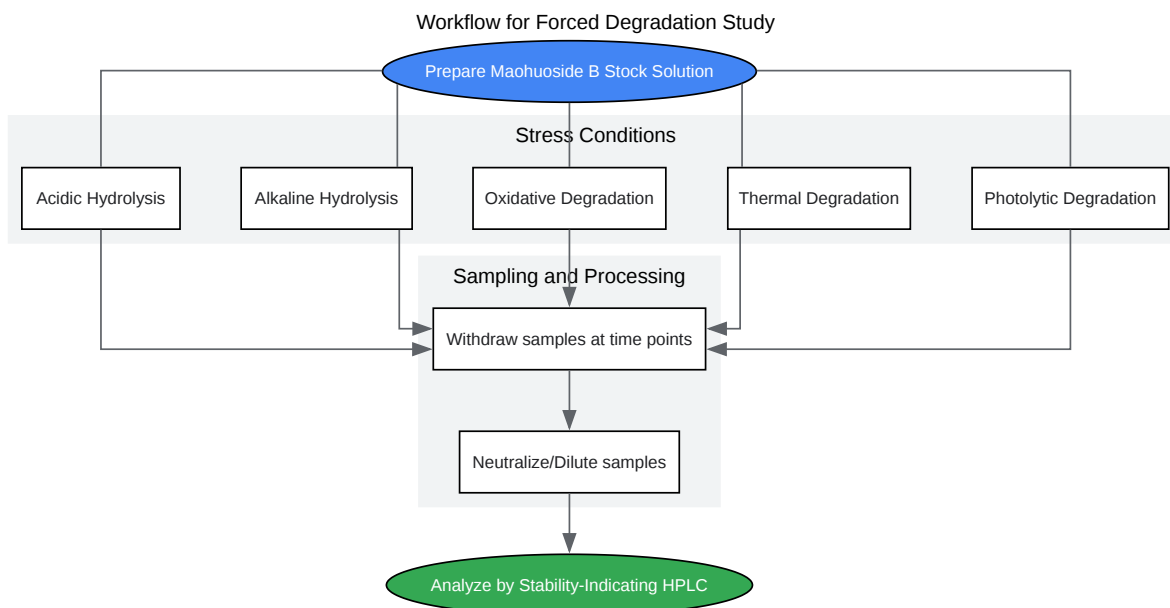 Workflow for Forced Degradation Study
Prepare Maohuoside B Stock Solution
Stress Conditions
Acidic Hydrolysis
Alkaline Hydrolysis
Oxidative Degradation
Thermal Degradation
Photolytic Degradation
Sampling and Processing
Withdraw samples at time points
Neutralize/Dilute samples
Analyze by Stability-Indicating HPLC